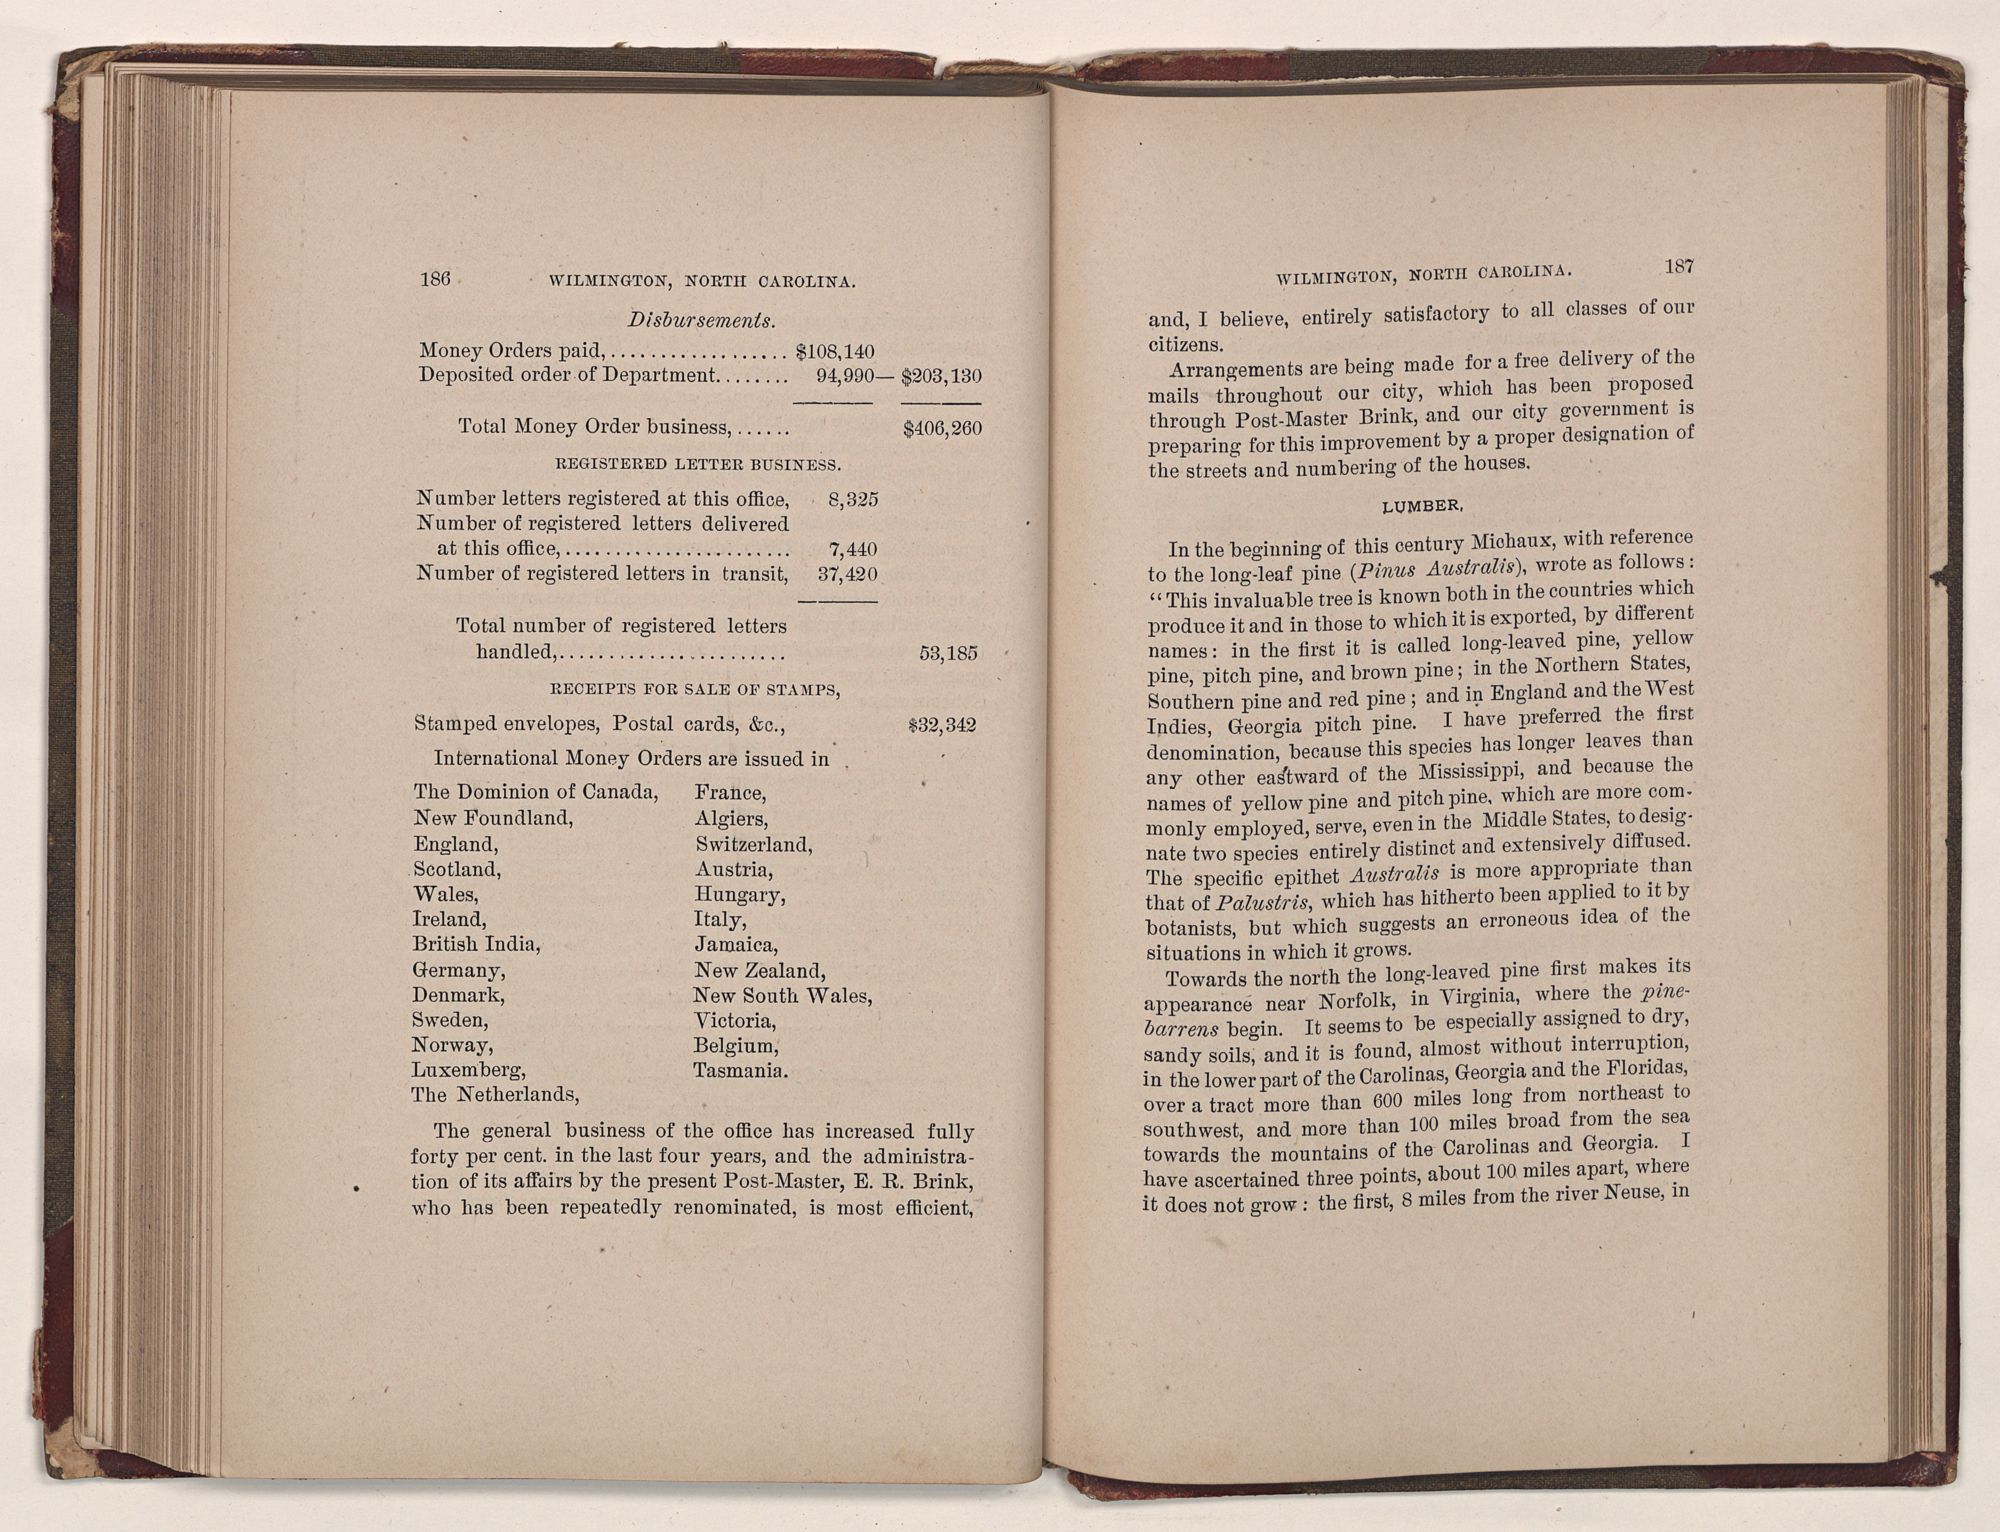 186 WILMINGTON, NORTH CAROLINA.
Disbursements.
Money Orders paid, .................. $108,140
Deposited order of Department........ 94,990— $203,130
Total Money Order business, ...... $406,260
REGISTERED LETTER BUSINESS.
Number letters registered at this office, 8,325
Number of registered letters delivered
at this office, ....................... 7,440
Number of registered letters in transit, 37,420
Total number of registered letters
handled, ....................... 53,185
RECEIPTS FOR SALE OF STAMPS,
Stamped envelopes, Postal cards, &c., $32,342
International Money Orders are issued in
The Dominion of Canada, France,
New Foundland, Algiers,
England, Switzerland,
Scotland, Austria,
Wales, Hungary,
Ireland, Italy,
British India, Jamaica,
Germany, New Zealand,
Denmark, New South Wales,
Sweden, Victoria,
Norway, Belgium,
Luxemberg, Tasmania.
The Netherlands,
The general business of the office has increased fully
forty per cent. in the last four years, and the administra-
tion of its affairs by the present Post-Master, E. R. Brink,
who has been repeatedly renominated, is most efficient,
WILMINGTON, NORTH CAROLINA. 187
and, I believe, entirely satisfactory to all classes of our
citizens.
Arrangements are being made for a free delivery of the
mails throughout our city, which has been proposed
through Post-Master Brink, and our city government is
preparing for this improvement by a proper designation of
the streets and numbering of the houses.
LUMBER,
In the beginning of this century Michaux, with reference
to the long-leaf pine (Pinus Australis), wrote as follows:
“This invaluable tree is known both in the countries which
produce it and in those to which it is exported, by different
names: in the first it is called long-leaved pine, yellow
pine, pitch pine, and brown pine; in the Northern States,
Southern pine and red pine; and in England and the West
Indies, Georgia pitch pine. I have preferred the first
denomination, because this species has longer leaves than
any other eastward of the Mississippi, and because the
names of yellow pine and pitch pine, which are more com-
monly employed, serve, even in the Middle States, to desig-
nate two species entirely distinct and extensively diffused.
The specific epithet Australis is more appropriate than
that of Palustris, which has hitherto been applied to it by
botanists, but which suggests an erroneous idea of the
situations in which it grows.
Towards the north the long-leaved pine first makes its
appearance near Norfolk, in Virginia, where the pine-
barrens begin. It seems to be especially assigned to dry,
sandy soils, and it is found, almost without interruption,
in the lower part of the Carolinas, Georgia and the Floridas,
over a tract more than 600 miles long from northeast to
southwest, and more than 100 miles broad from the sea
towards the mountains of the Carolinas and Georgia. I
have ascertained three points, about 100 miles apart, where
it does not grow: the first, 8 miles from the river Neuse, in